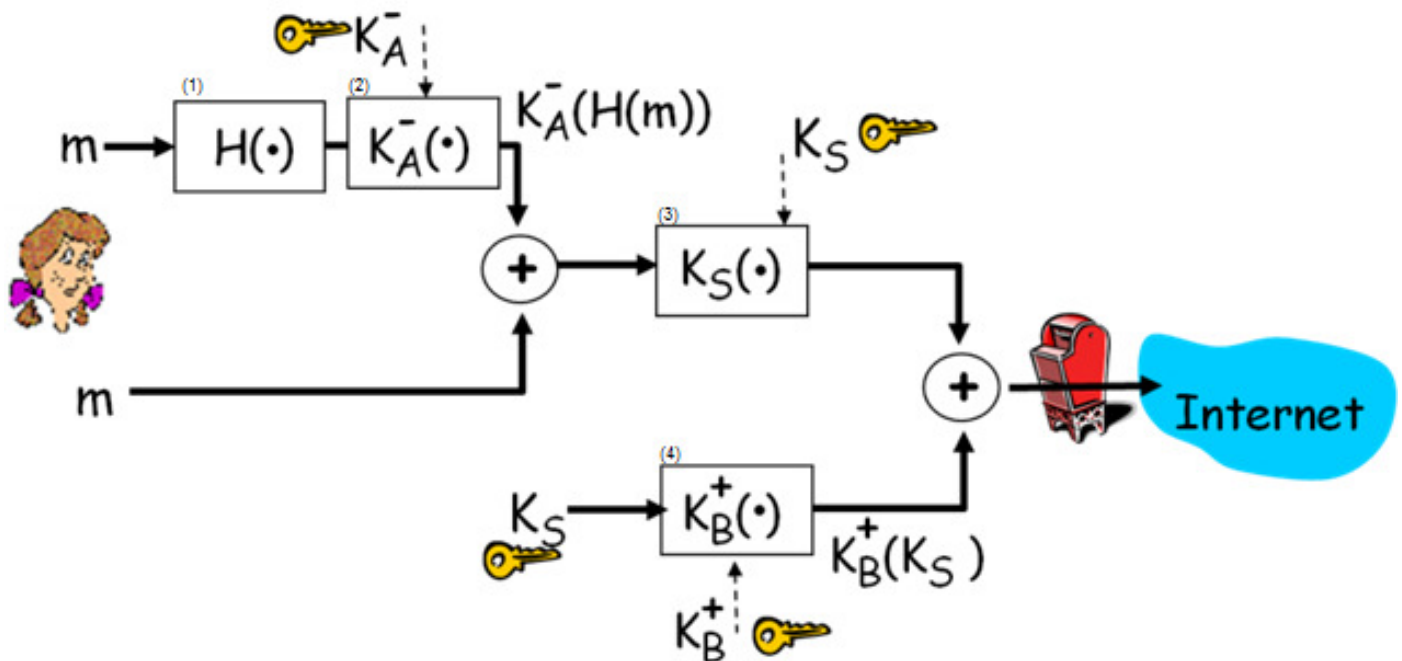 K_A^-
(1)
(2)
m
H(•)
K_A^-(•)
K_A^-(H(m))
K_S
(3)
K_S(•)
+
m
+
Internet
(4)
K_S
K_B^+(•)
K_B^+(K_S )
K_B^+